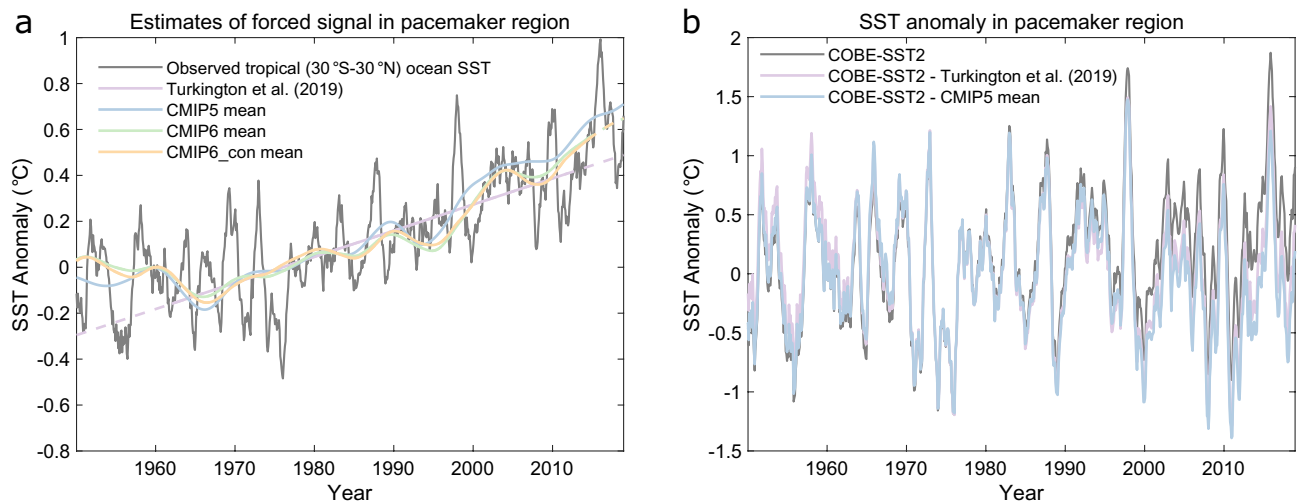 a
Estimates of forced signal in pacemaker region
1
0.8
0.6
0.4
0.2
0
-0.2
-0.4
-0.6
-0.8
SST Anomaly (°C)
Observed tropical (30°S-30°N) ocean SST
Turkington et al. (2019)
CMIP5 mean
CMIP6 mean
CMIP6_con mean
1960 1970 1980 1990 2000 2010
Year
b
SST anomaly in pacemaker region
2
1.5
1
0.5
0
-0.5
-1
-1.5
SST Anomaly (°C)
COBE-SST2
COBE-SST2 - Turkington et al. (2019)
COBE-SST2 - CMIP5 mean
1960 1970 1980 1990 2000 2010
Year